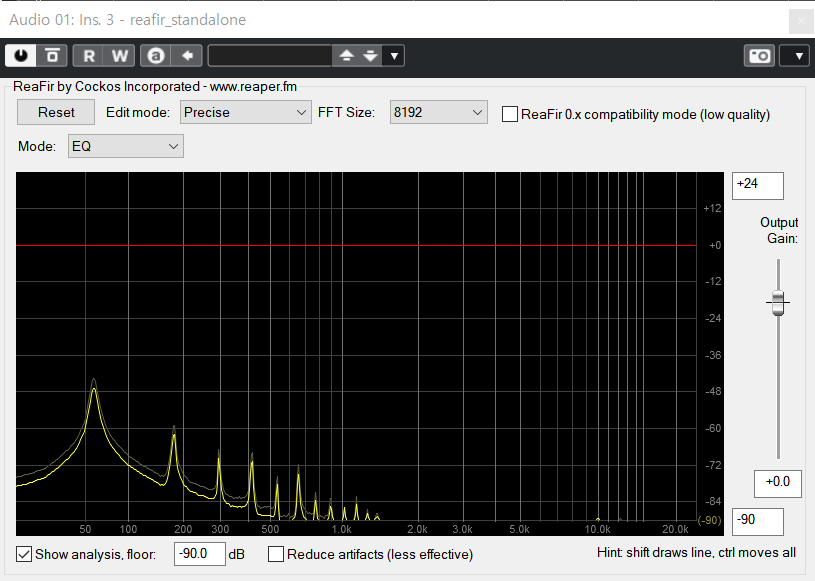 Audio 01: Ins. 3 - reafir_standalone
R W a
ReaFir by Cockos Incorporated - www.reaper.fm
Reset Edit mode: Precise FFT Size: 8192 ReaFir 0.x compatibility mode (low quality)
Mode: EQ
+24
+12
Output
Gain:
+0
-12
-24
-36
-48
-60
-72
+0.0
-84
(-90)
-90
50 100 200 300 500 1.0k 2.0k 3.0k 5.0k 10.0k 20.0k
Show analysis, floor: -90.0 dB Reduce artifacts (less effective) Hint: shift draws line, ctrl moves all